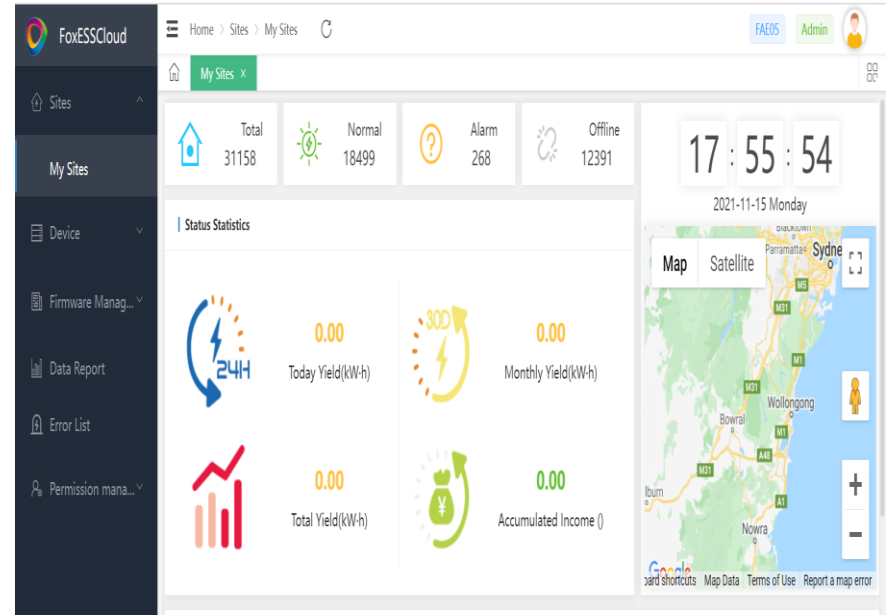 FoxESSCloud
Home > Sites > My Sites
FAE05
Admin
My Sites ×
Sites
My Sites
Device
Firmware Manag...
Data Report
Error List
Permission mana...
Total
31158
Normal
18499
Alarm
268
Offline
12391
Status Statistics
24H
0.00
Today Yield(kW·h)
30D
0.00
Monthly Yield(kW·h)
0.00
Total Yield(kW·h)
¥
0.00
Accumulated Income ()
17 : 55 : 54
2021-11-15 Monday
Blacktown
Parramatta
Sydne
Map
Satellite
M5
M31
M1
M31
Wollongong
Bowral
M1
A48
M31
lburn
A1
Nowra
+
−
Google
oard shortcuts
Map Data
Terms of Use
Report a map error